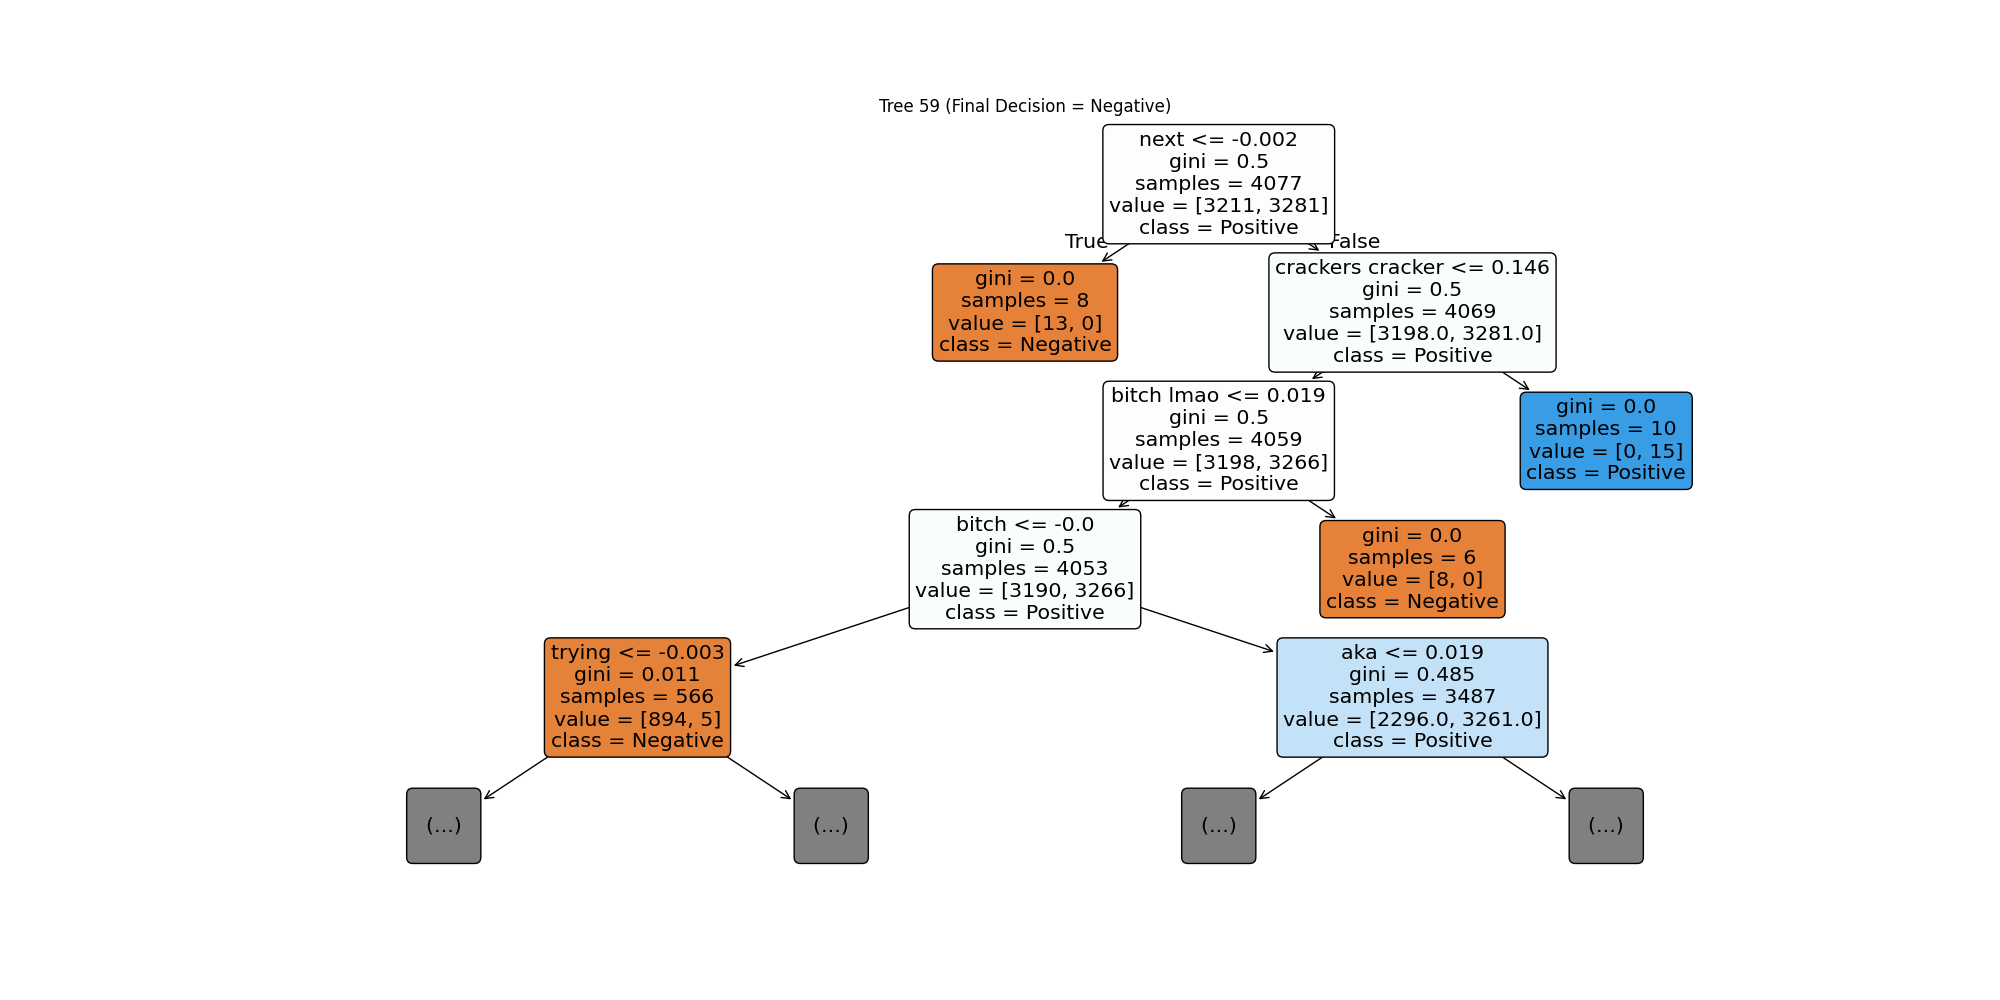 Tree 59 (Final Decision = Negative)
next <= -0.002
gini = 0.5
samples = 4077
value = [3211, 3281]
class = Positive
True
False
gini = 0.0
samples = 8
value = [13, 0]
class = Negative
crackers cracker <= 0.146
gini = 0.5
samples = 4069
value = [3198.0, 3281.0]
class = Positive
bitch lmao <= 0.019
gini = 0.5
samples = 4059
value = [3198, 3266]
class = Positive
gini = 0.0
samples = 10
value = [0, 15]
class = Positive
bitch <= -0.0
gini = 0.5
samples = 4053
value = [3190, 3266]
class = Positive
gini = 0.0
samples = 6
value = [8, 0]
class = Negative
trying <= -0.003
gini = 0.011
samples = 566
value = [894, 5]
class = Negative
aka <= 0.019
gini = 0.485
samples = 3487
value = [2296.0, 3261.0]
class = Positive
(...)
(...)
(...)
(...)